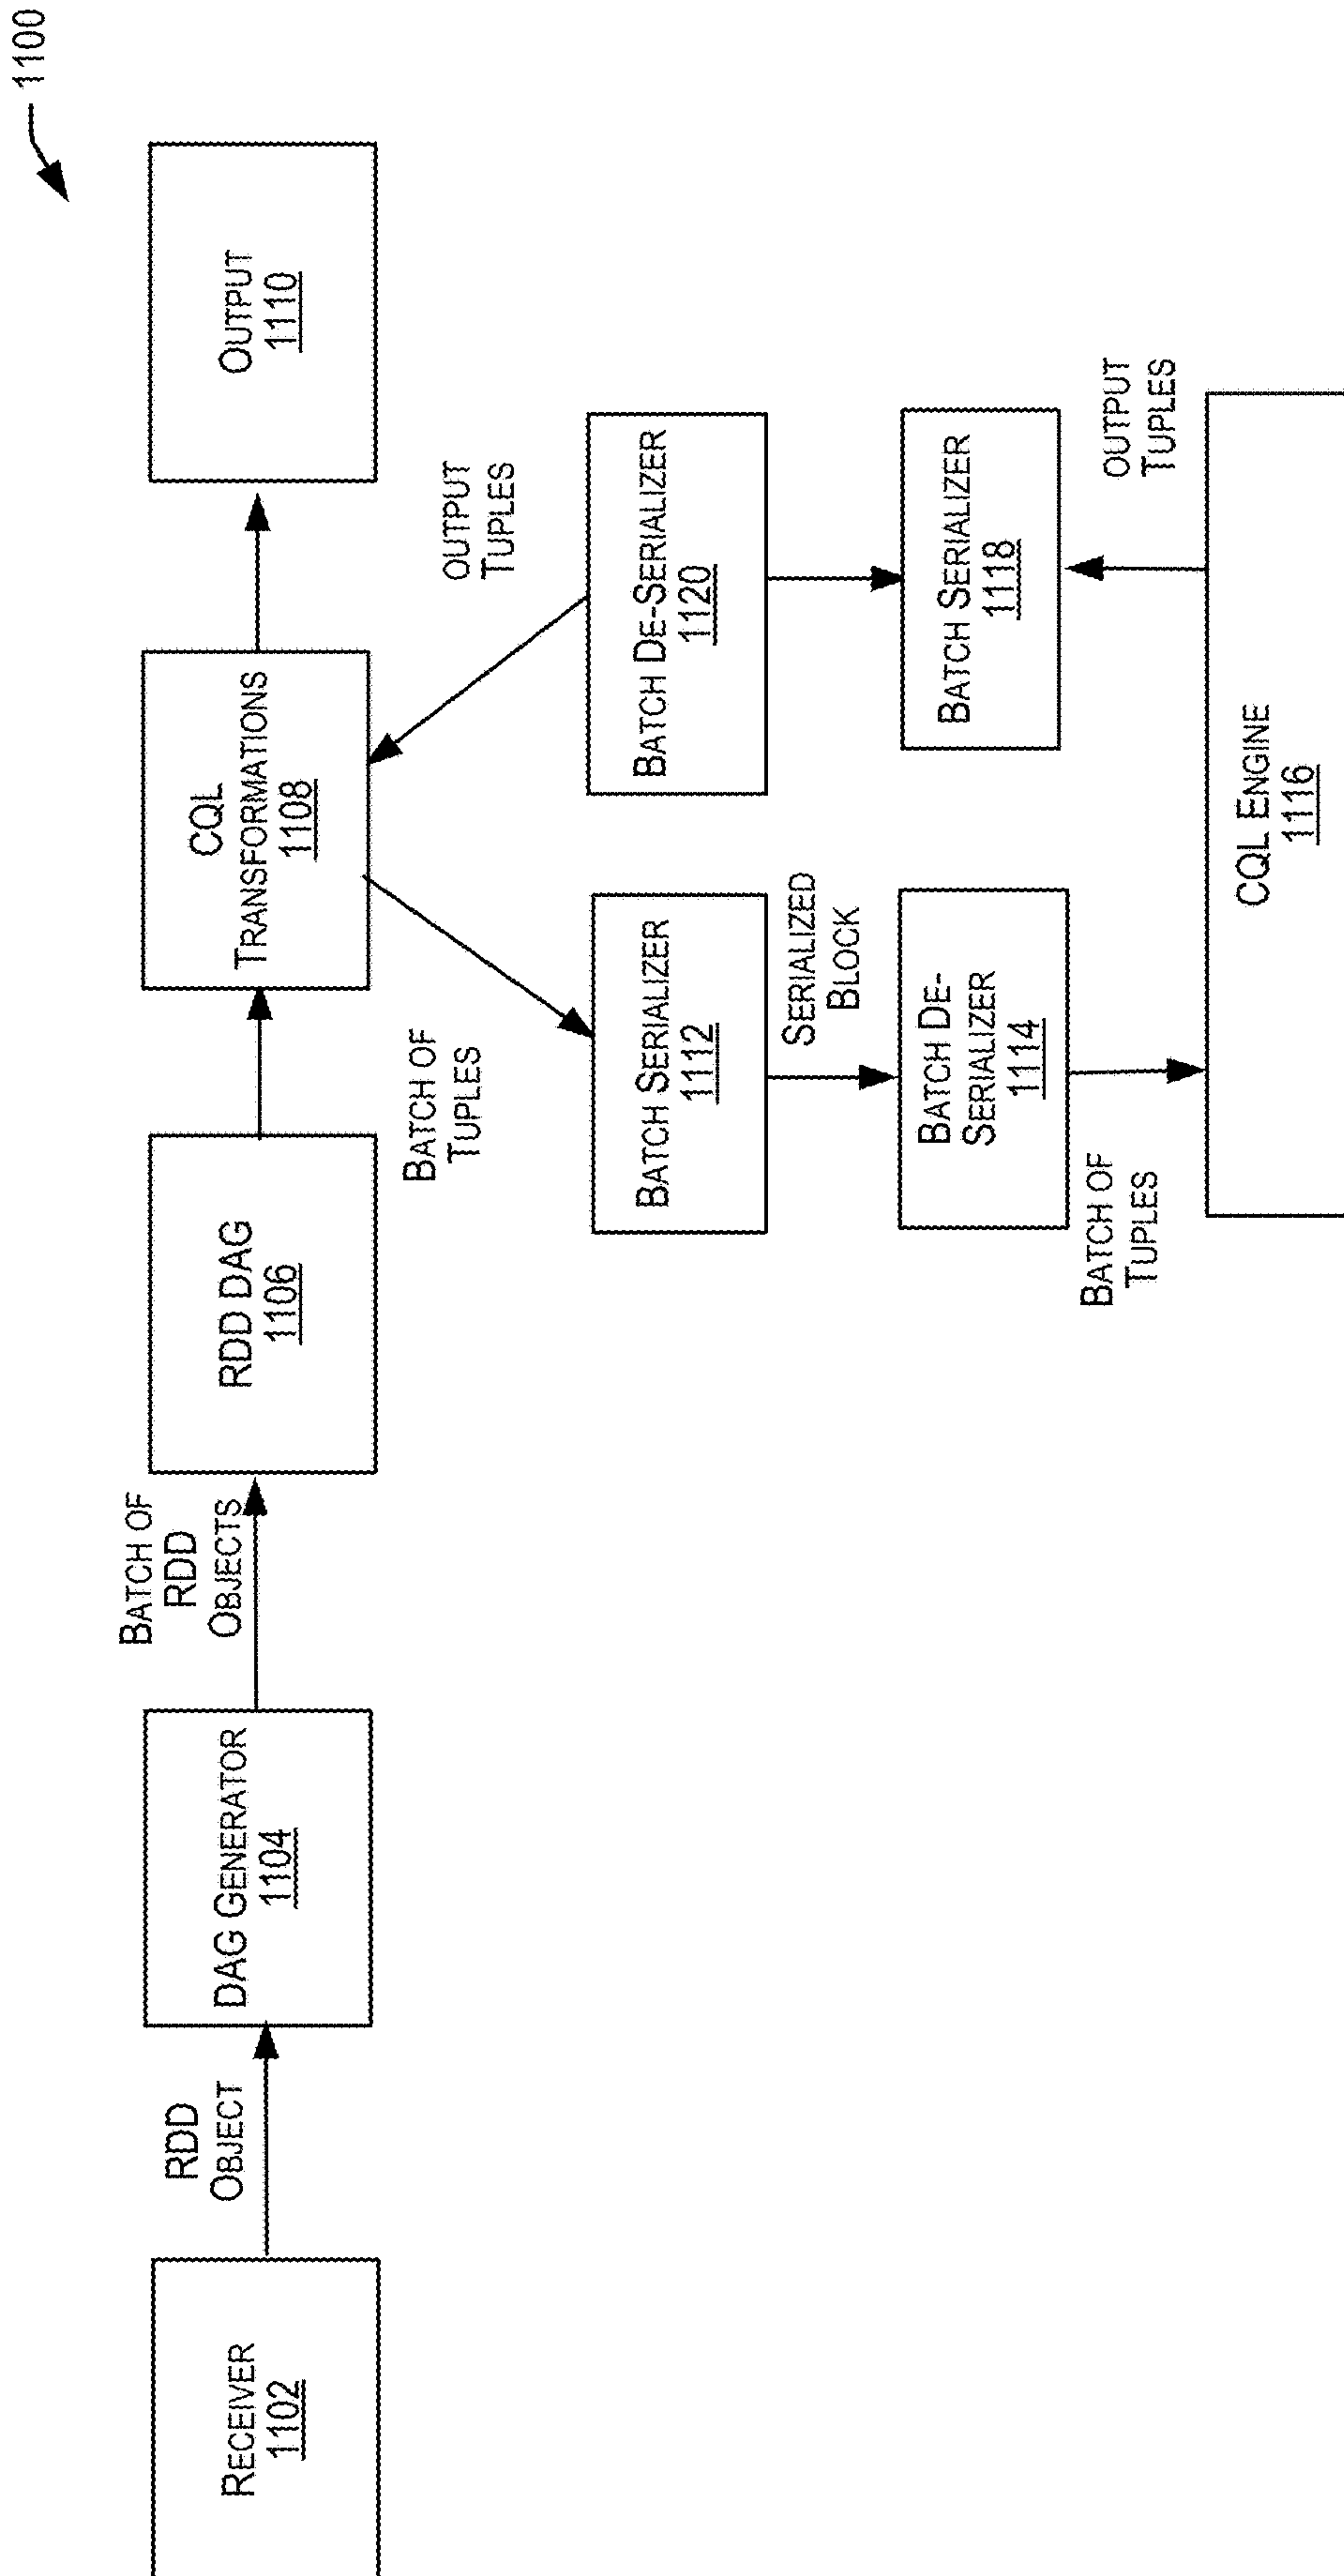 1100
RECEIVER
1102
RDD
OBJECT
DAG GENERATOR
1104
BATCH OF
RDD
OBJECTS
RDD DAG
1106
CQL
TRANSFORMATIONS
1108
OUTPUT
1110
BATCH OF
TUPLES
OUTPUT
TUPLES
BATCH SERIALIZER
1112
BATCH DE-SERIALIZER
1120
SERIALIZED
BLOCK
BATCH DE-
SERIALIZER
1114
BATCH SERIALIZER
1118
BATCH OF
TUPLES
OUTPUT
TUPLES
CQL ENGINE
1116